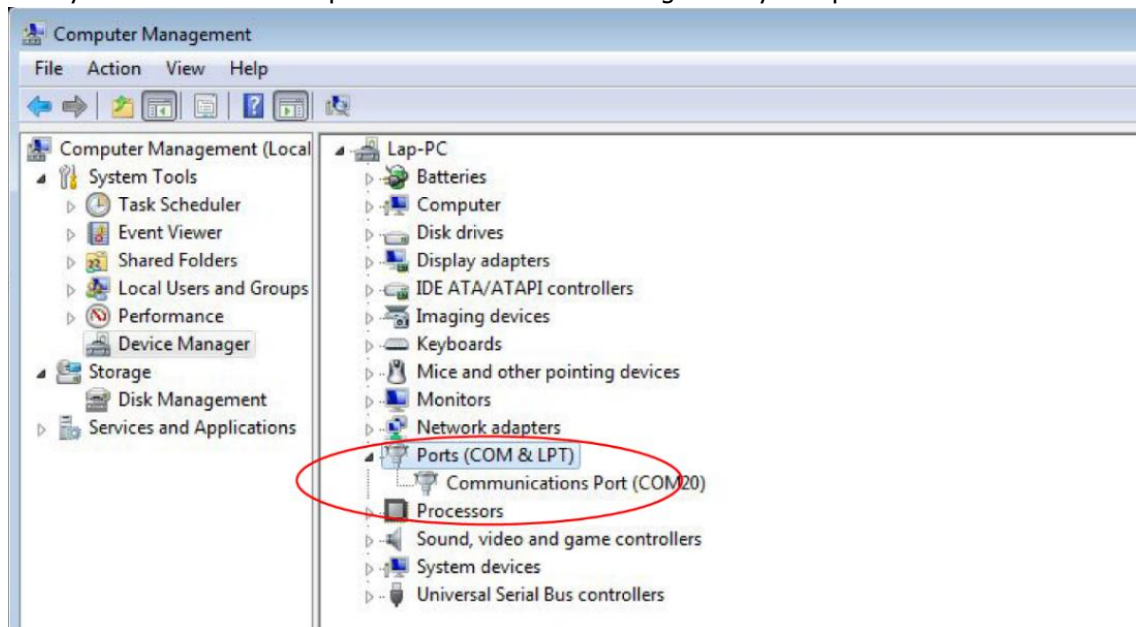 Computer Management
File Action View Help
Computer Management (Local
System Tools
Task Scheduler
Event Viewer
Shared Folders
Local Users and Groups
Performance
Device Manager
Storage
Disk Management
Services and Applications
Lap-PC
Batteries
Computer
Disk drives
Display adapters
IDE ATA/ATAPI controllers
Imaging devices
Keyboards
Mice and other pointing devices
Monitors
Network adapters
Ports (COM & LPT)
Communications Port (COM20)
Processors
Sound, video and game controllers
System devices
Universal Serial Bus controllers